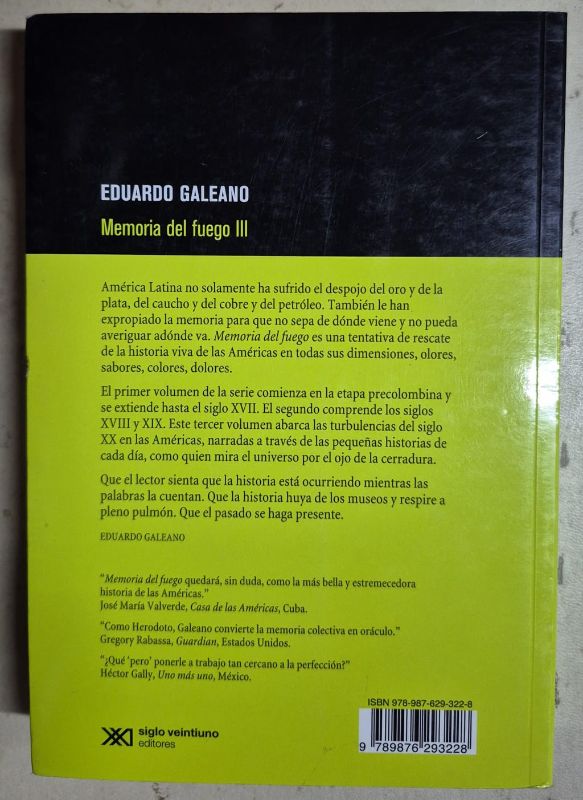 EDUARDO GALEANO
Memoria del fuego III
América Latina no solamente ha sufrido el despojo del oro y de la
plata, del caucho y del cobre y del petróleo. También le han
expropiado la memoria para que no sepa de dónde viene y no pueda
averiguar adónde va. Memoria del fuego es una tentativa de rescate
de la historia viva de las Américas en todas sus dimensiones, olores,
sabores, colores, dolores.
El primer volumen de la serie comienza en la etapa precolombina y
se extiende hasta el siglo XVII. El segundo comprende los siglos
XVIII y XIX. Este tercer volumen abarca las turbulencias del siglo
XX en las Américas, narradas a través de las pequeñas historias de
cada día, como quien mira el universo por el ojo de la cerradura.
Que el lector sienta que la historia está ocurriendo mientras las
palabras la cuentan. Que la historia huya de los museos y respire a
pleno pulmón. Que el pasado se haga presente.
EDUARDO GALEANO
“Memoria del fuego quedará, sin duda, como la más bella y estremecedora
historia de las Américas.”
José María Valverde, Casa de las Américas, Cuba.
“Como Herodoto, Galeano convierte la memoria colectiva en oráculo.”
Gregory Rabassa, Guardian, Estados Unidos.
“¿Qué ‘pero’ ponerle a trabajo tan cercano a la perfección?”
Héctor Gally, Uno más uno, México.
siglo veintiuno
editores
ISBN 978-987-629-322-8
9 789876 293228